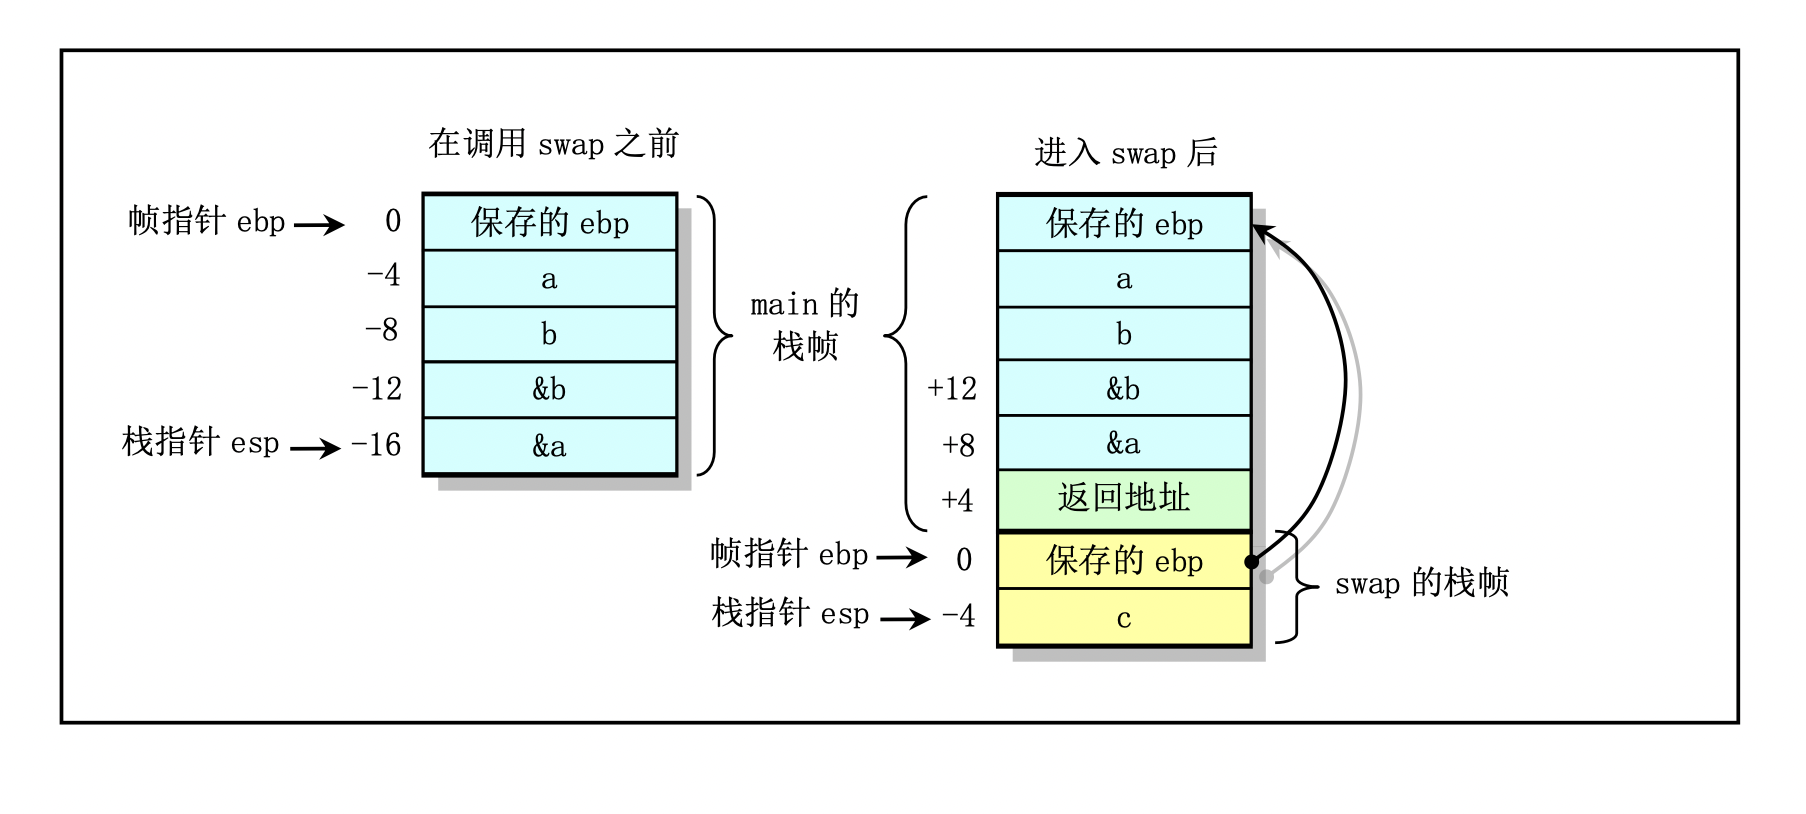 在调用 swap 之前
帧指针 ebp
0
保存的 ebp
-4
a
-8
b
-12
&b
栈指针 esp
-16
&a
main 的
栈帧
进入 swap 后
保存的 ebp
a
b
+12
&b
+8
&a
+4
返回地址
帧指针 ebp
0
保存的 ebp
栈指针 esp
-4
c
swap 的栈帧